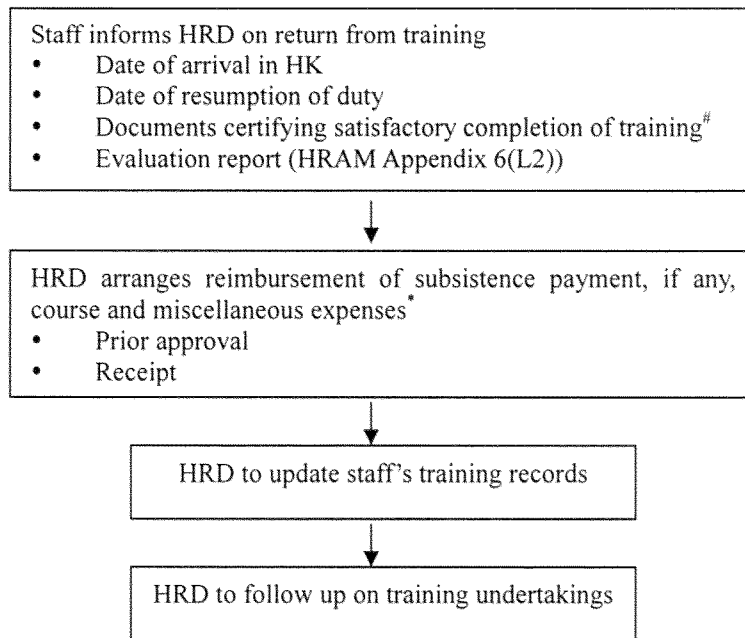 Staff informs HRD on return from training
• Date of arrival in HK
• Date of resumption of duty
• Documents certifying satisfactory completion of training#
• Evaluation report (HRAM Appendix 6(L2))
HRD arranges reimbursement of subsistence payment, if any,
course and miscellaneous expenses*
• Prior approval
• Receipt
HRD to update staff's training records
HRD to follow up on training undertakings